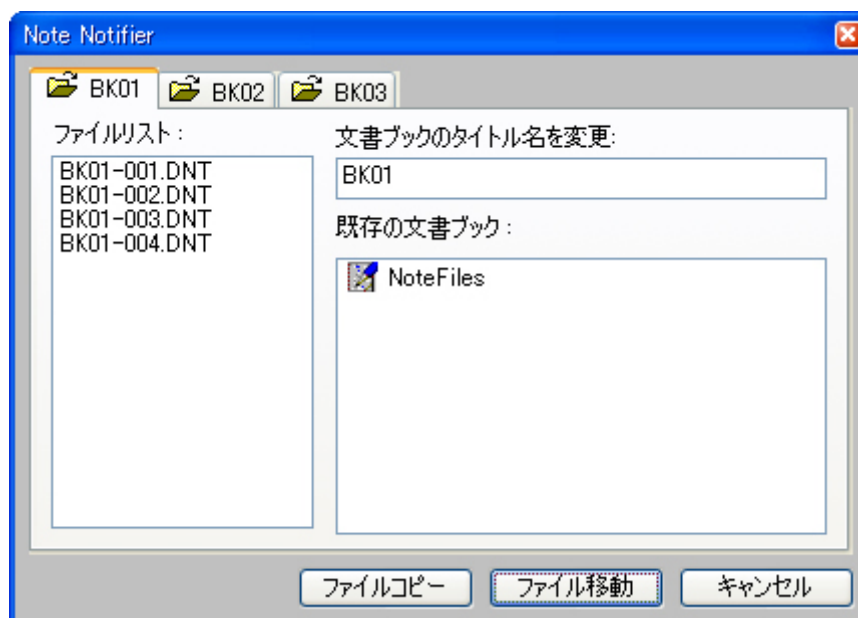 Note Notifier
BK01 BK02 BK03
ファイルリスト:
BK01-001.DNT
BK01-002.DNT
BK01-003.DNT
BK01-004.DNT
文書ブックのタイトル名を変更:
BK01
既存の文書ブック:
NoteFiles
ファイルコピー ファイル移動 キャンセル